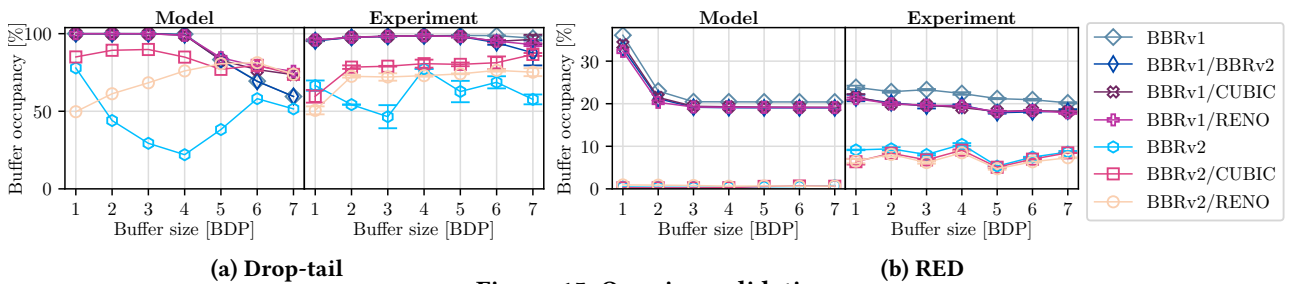 Model Experiment
Buffer occupancy [%]
100
50
0
1 2 3 4 5 6 7
1 2 3 4 5 6 7
Buffer size [BDP]
Buffer size [BDP]
(a) Drop-tail
Model Experiment
Buffer occupancy [%]
30
20
10
0
1 2 3 4 5 6 7
1 2 3 4 5 6 7
Buffer size [BDP]
Buffer size [BDP]
(b) RED
BBRv1
BBRv1/BBRv2
BBRv1/CUBIC
BBRv1/RENO
BBRv2
BBRv2/CUBIC
BBRv2/RENO